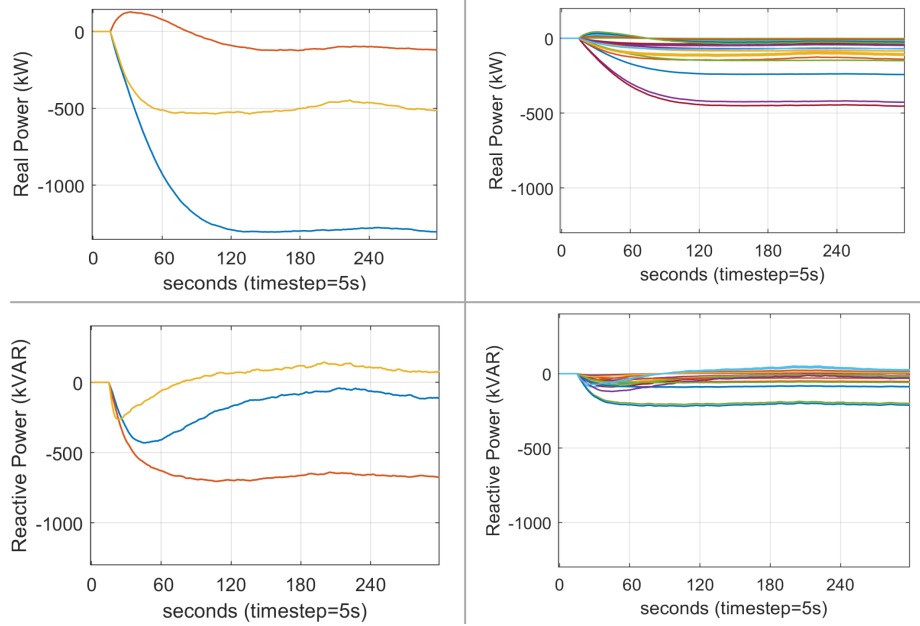 0
-500
-1000
Real Power (kW)
0 60 120 180 240
seconds (timestep=5s)
0
-500
-1000
Real Power (kW)
0 60 120 180 240
seconds (timestep=5s)
0
-500
-1000
Reactive Power (kVAR)
0 60 120 180 240
seconds (timestep=5s)
0
-500
-1000
Reactive Power (kVAR)
0 60 120 180 240
seconds (timestep=5s)